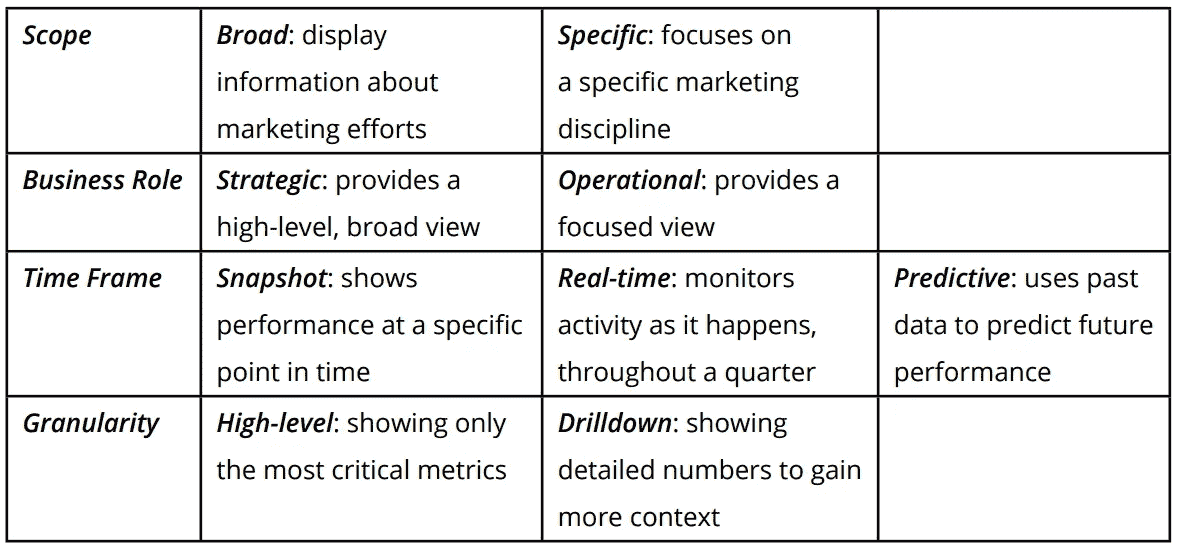 Scope
Broad: display
information about
marketing efforts
Specific: focuses on
a specific marketing
discipline
Business Role
Strategic: provides a
high-level, broad view
Operational: provides a
focused view
Time Frame
Snapshot: shows
performance at a specific
point in time
Real-time: monitors
activity as it happens,
throughout a quarter
Predictive: uses past
data to predict future
performance
Granularity
High-level: showing only
the most critical metrics
Drilldown: showing
detailed numbers to gain
more context